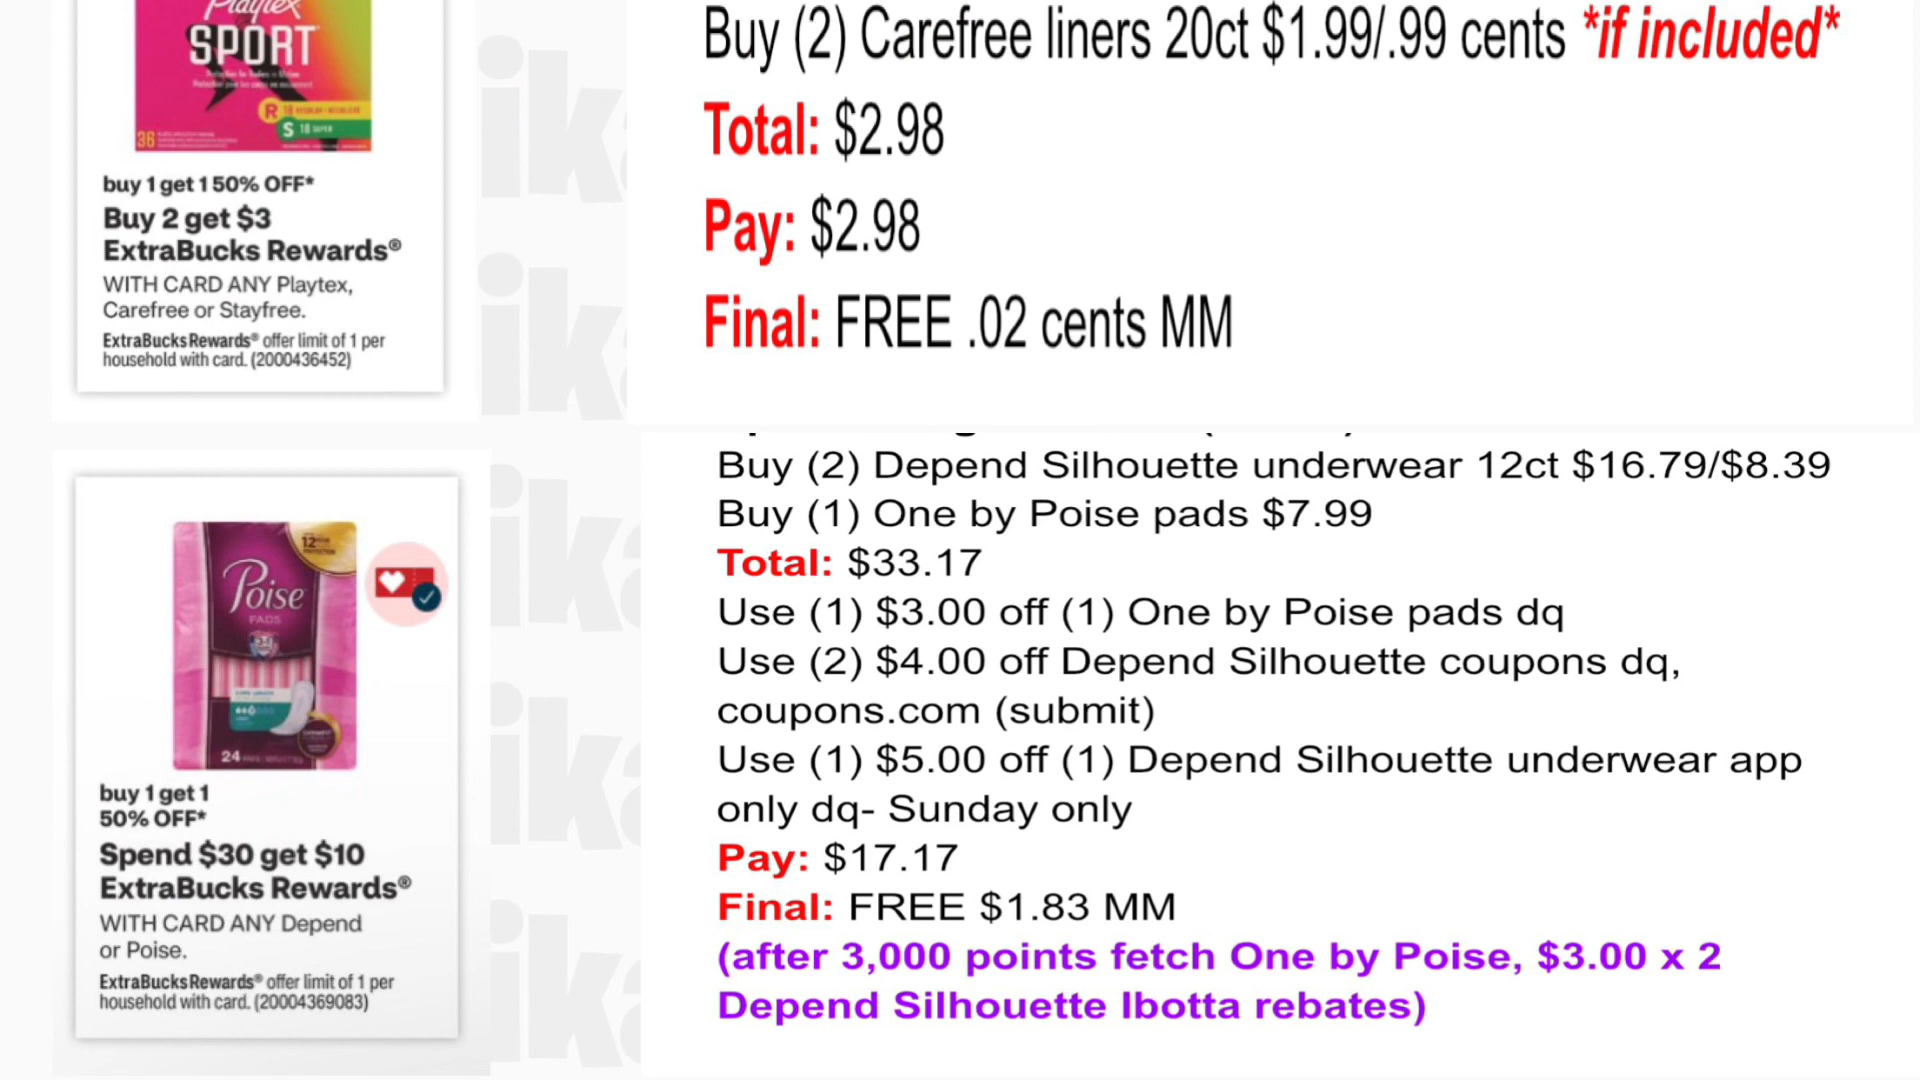 Playtex
SPORT
R 18 REGULAR
S 18 SUPER
36
buy 1 get 1 50% OFF*
Buy 2 get $3
ExtraBucks Rewards®
WITH CARD ANY Playtex,
Carefree or Stayfree.
ExtraBucks Rewards® offer limit of 1 per
household with card. (2000436452)
Buy (2) Carefree liners 20ct $1.99/.99 cents *if included*
Total: $2.98
Pay: $2.98
Final: FREE .02 cents MM
12
Poise
PADS
24
buy 1 get 1
50% OFF*
Spend $30 get $10
ExtraBucks Rewards®
WITH CARD ANY Depend
or Poise.
ExtraBucks Rewards® offer limit of 1 per
household with card. (20004369083)
Buy (2) Depend Silhouette underwear 12ct $16.79/$8.39
Buy (1) One by Poise pads $7.99
Total: $33.17
Use (1) $3.00 off (1) One by Poise pads dq
Use (2) $4.00 off Depend Silhouette coupons dq,
coupons.com (submit)
Use (1) $5.00 off (1) Depend Silhouette underwear app
only dq- Sunday only
Pay: $17.17
Final: FREE $1.83 MM
(after 3,000 points fetch One by Poise, $3.00 x 2
Depend Silhouette Ibotta rebates)